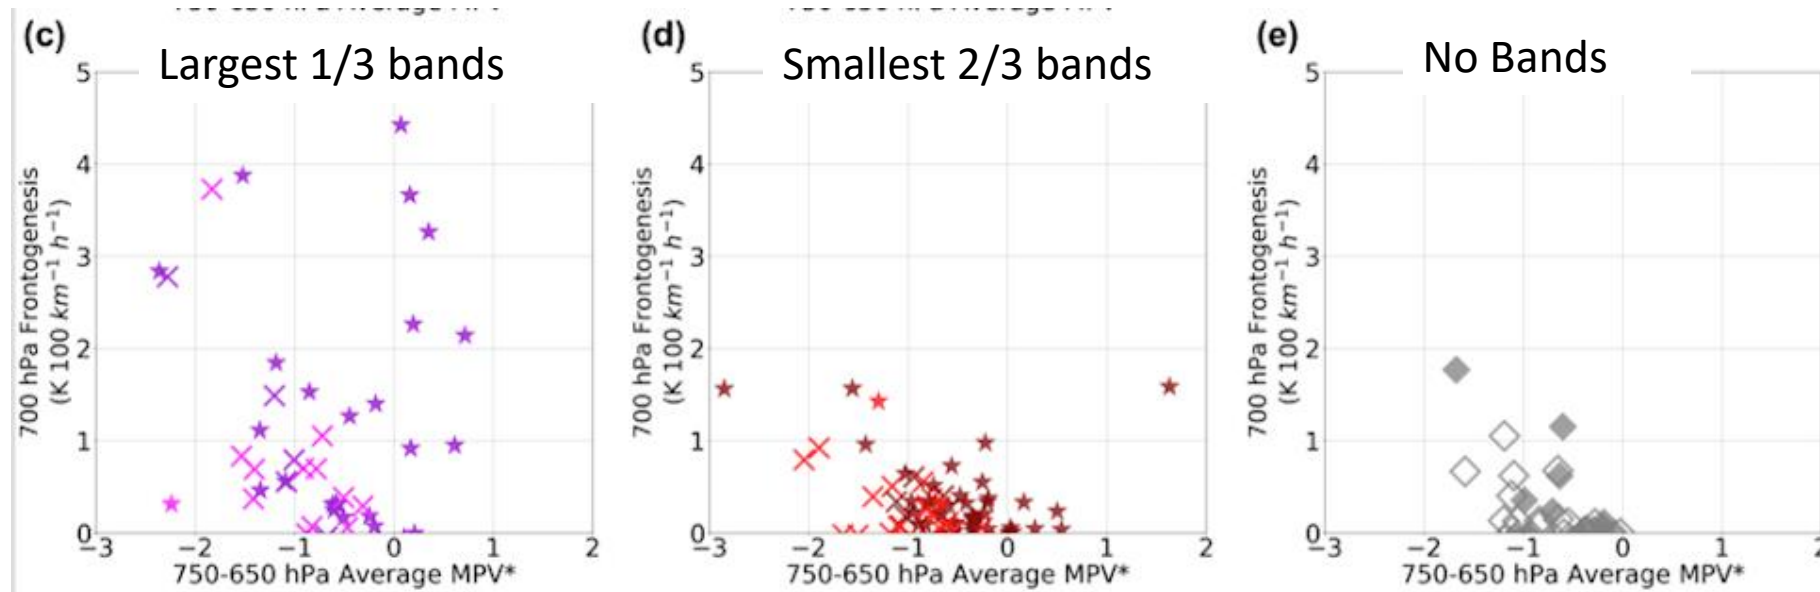 (c)
Largest 1/3 bands
5
4
3
2
1
0
−3 −2 −1 0 1 2
700 hPa Frontogenesis
(K 100 km⁻¹ h⁻¹)
750-650 hPa Average MPV*
(d)
Smallest 2/3 bands
5
4
3
2
1
0
−3 −2 −1 0 1 2
700 hPa Frontogenesis
(K 100 km⁻¹ h⁻¹)
750-650 hPa Average MPV*
(e)
No Bands
5
4
3
2
1
0
−3 −2 −1 0 1 2
700 hPa Frontogenesis
(K 100 km⁻¹ h⁻¹)
750-650 hPa Average MPV*